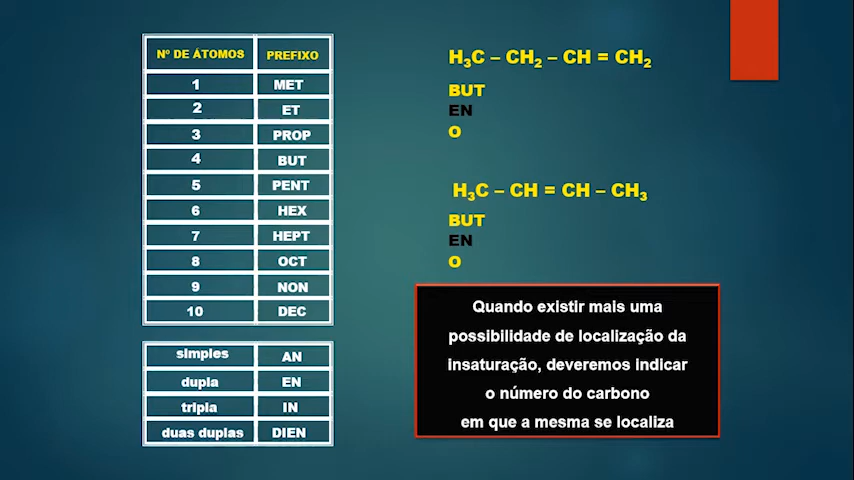 Nº DE ÁTOMOS PREFIXO
1 MET
2 ET
3 PROP
4 BUT
5 PENT
6 HEX
7 HEPT
8 OCT
9 NON
10 DEC
simples AN
dupla EN
tripla IN
duas duplas DIEN
H₃C – CH₂ – CH = CH₂
BUT
EN
O
H₃C – CH = CH – CH₃
BUT
EN
O
Quando existir mais uma
possibilidade de localização da
insaturação, deveremos indicar
o número do carbono
em que a mesma se localiza